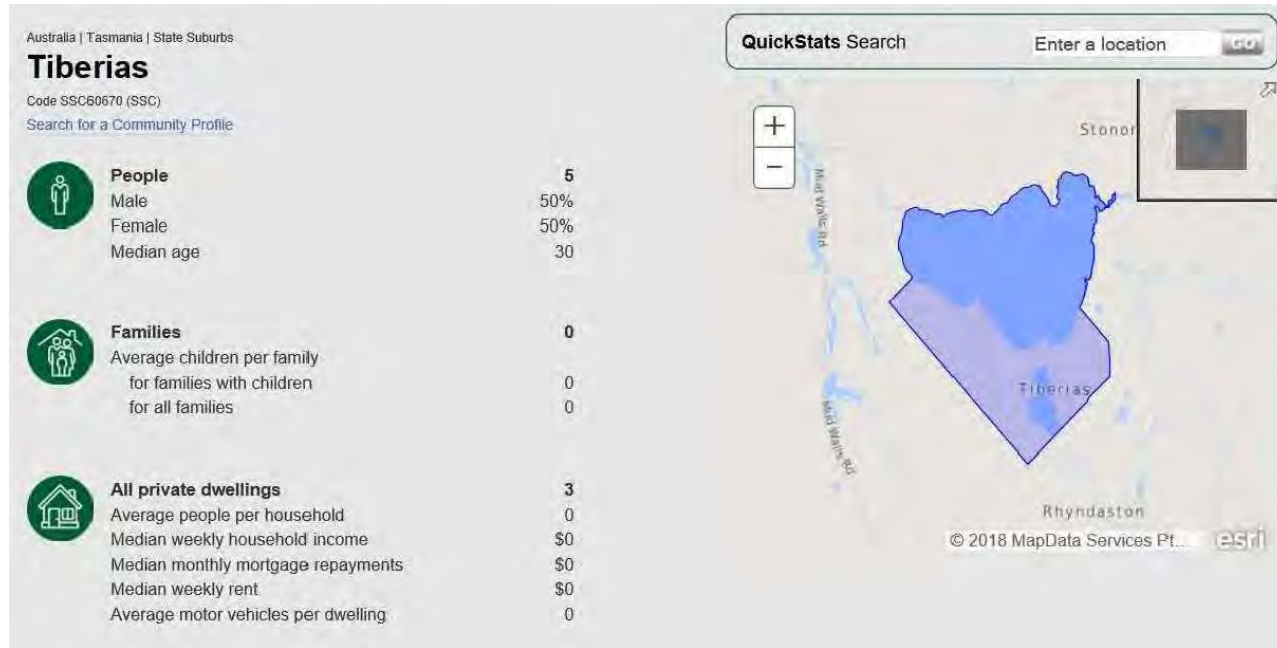 Australia | Tasmania | State Suburbs
Tiberias
Code SSC60670 (SSC)
Search for a Community Profile
People 5
Male 50%
Female 50%
Median age 30
Families 0
Average children per family
for families with children 0
for all families 0
All private dwellings 3
Average people per household 0
Median weekly household income $0
Median monthly mortgage repayments $0
Median weekly rent $0
Average motor vehicles per dwelling 0
QuickStats Search Enter a location GO
+
−
Stonor
Mud Walls Rd
Tiberias
Mud Walls Rd
Rhyndaston
© 2018 MapData Services Pt... esri